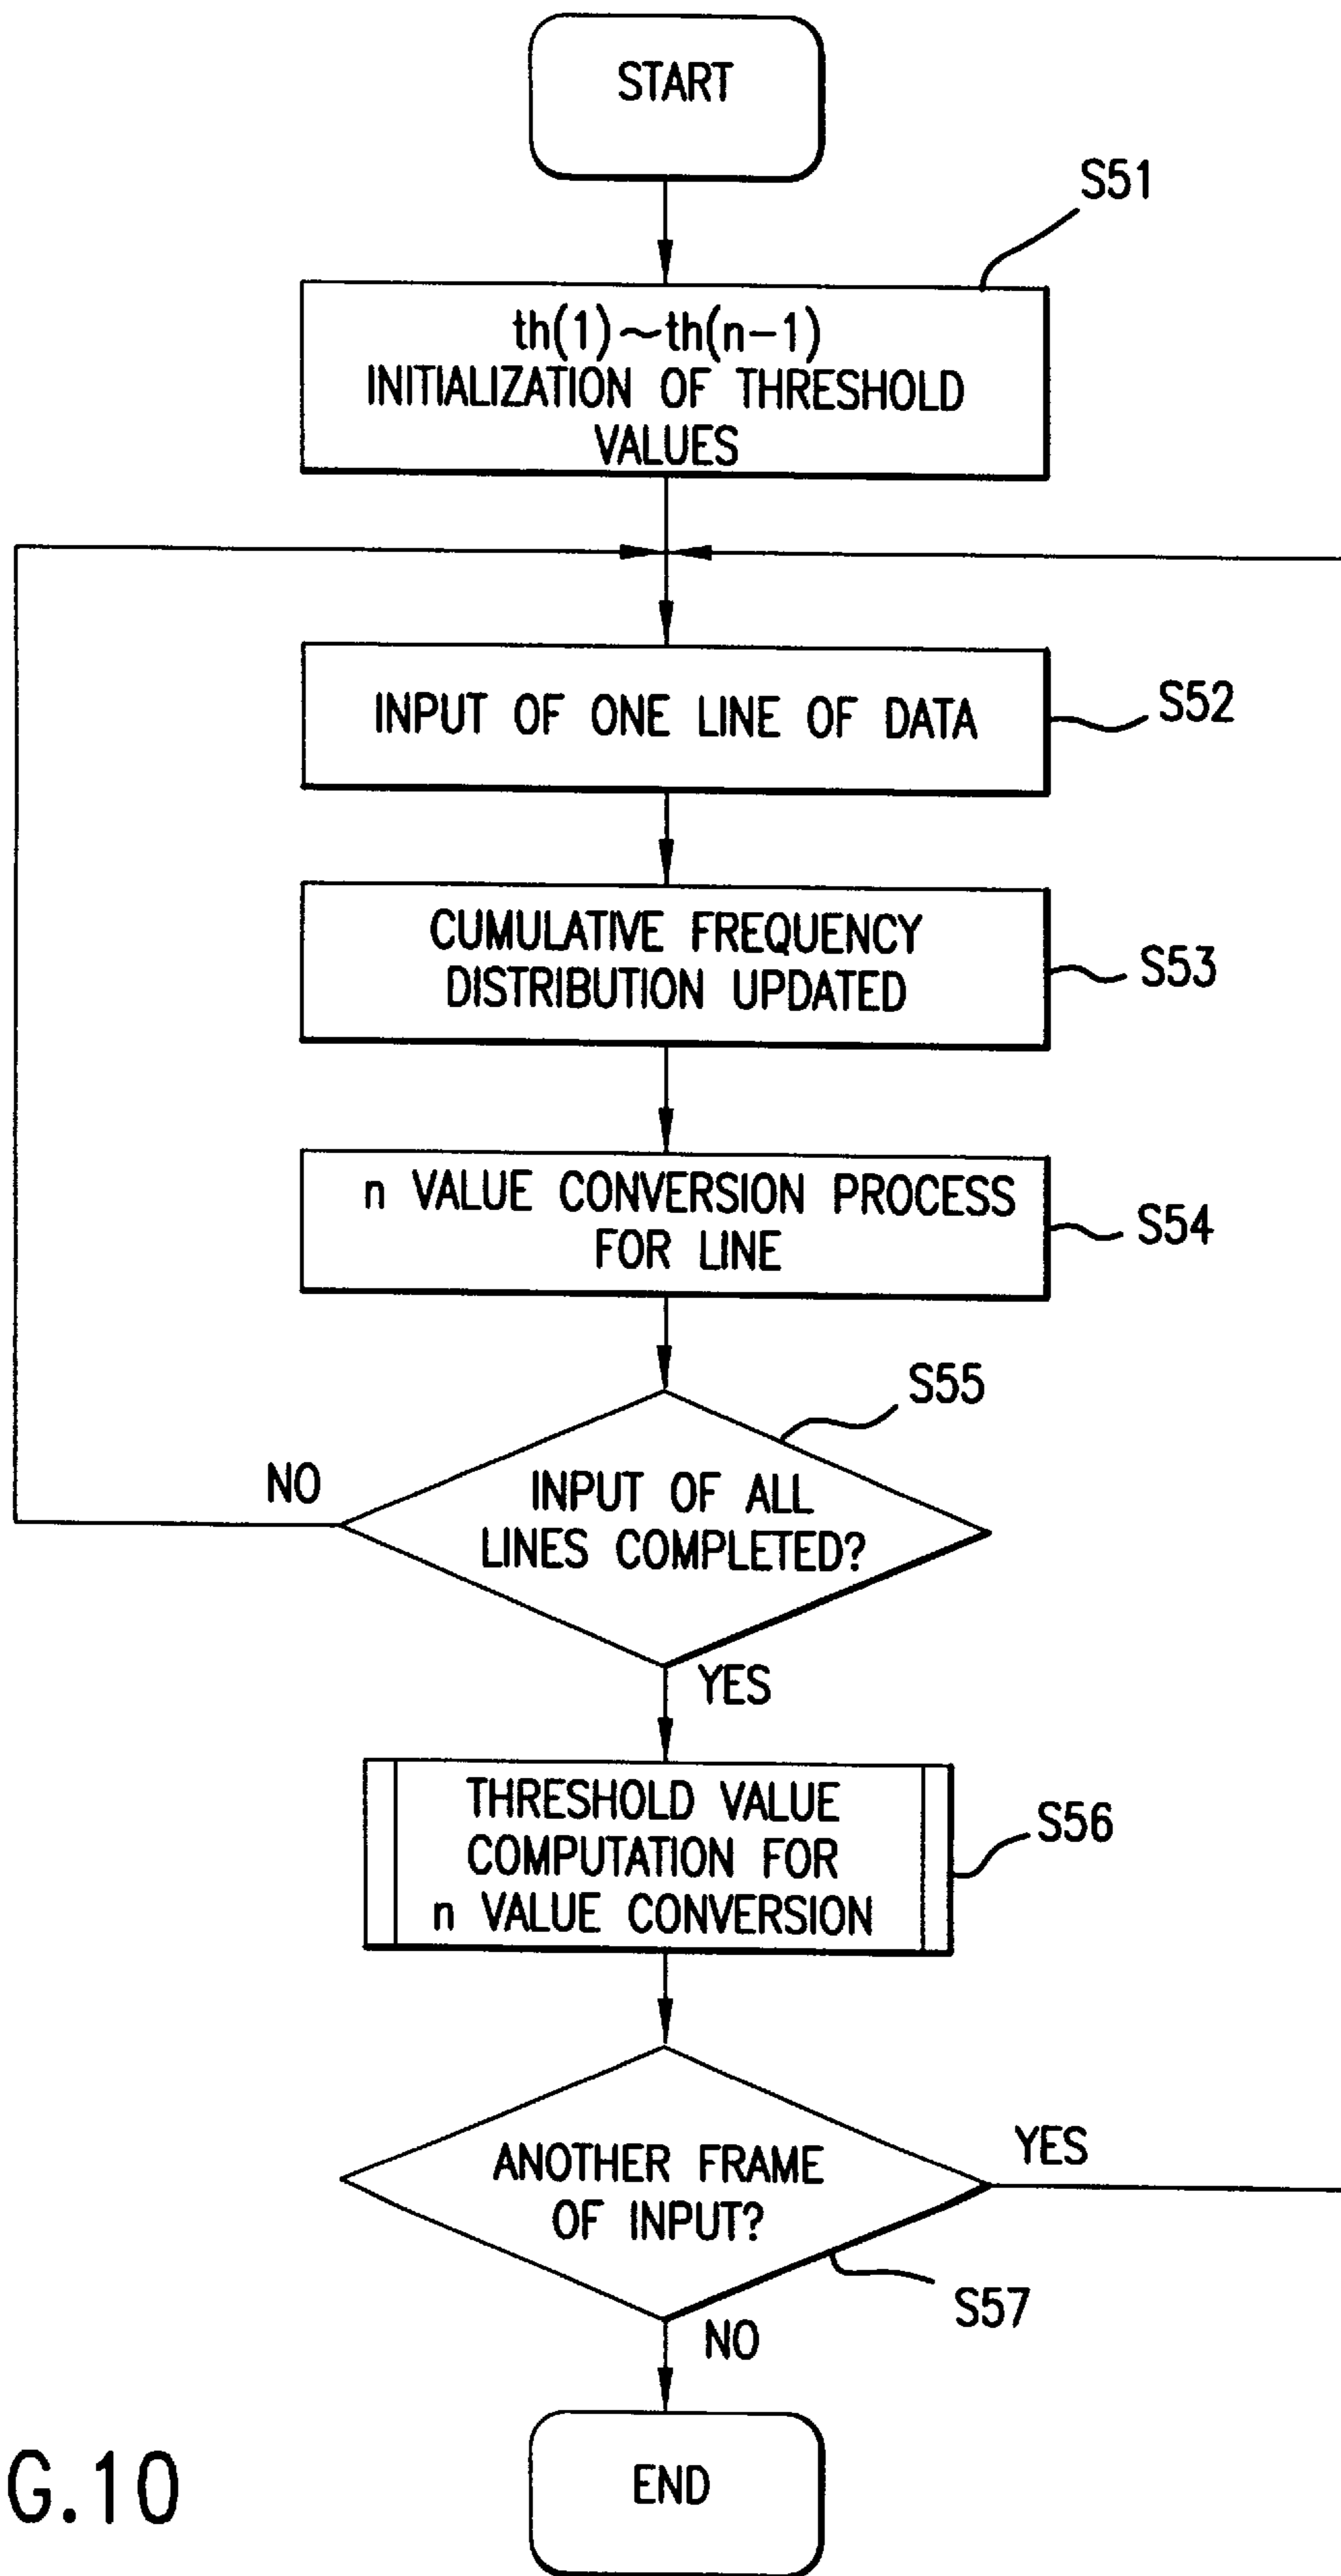 START
S51
th(1)~th(n-1)
INITIALIZATION OF THRESHOLD
VALUES
INPUT OF ONE LINE OF DATA
S52
CUMULATIVE FREQUENCY
DISTRIBUTION UPDATED
S53
n VALUE CONVERSION PROCESS
FOR LINE
S54
S55
NO
INPUT OF ALL
LINES COMPLETED?
YES
THRESHOLD VALUE
COMPUTATION FOR
n VALUE CONVERSION
S56
YES
ANOTHER FRAME
OF INPUT?
S57
NO
END
G.10